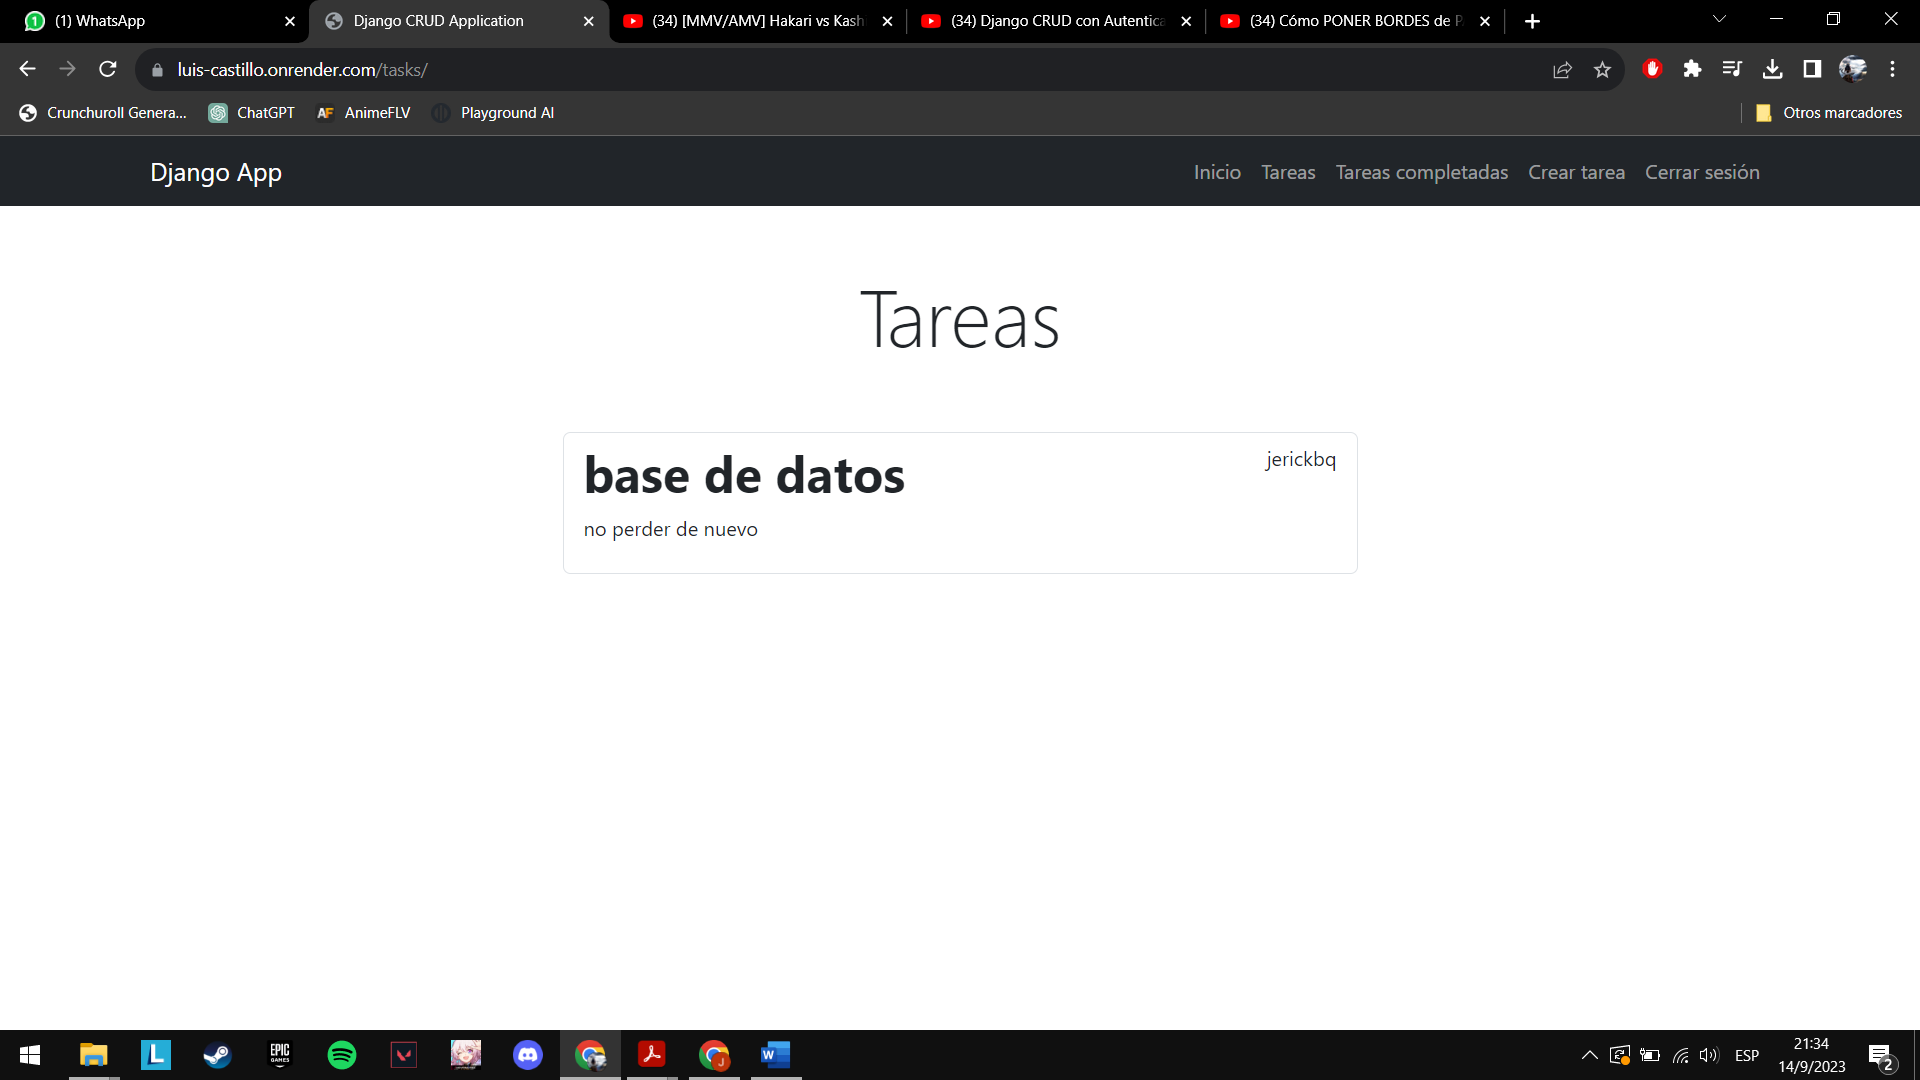 (1) WhatsApp
Django CRUD Application
(34) [MMV/AMV] Hakari vs Kash
(34) Django CRUD con Autentica
(34) Cómo PONER BORDES de P
luis-castillo.onrender.com/tasks/
Crunchuroll Genera...
ChatGPT
AF AnimeFLV
Playground AI
Otros marcadores
Django App
Inicio
Tareas
Tareas completadas
Crear tarea
Cerrar sesión
Tareas
base de datos
jerickbq
no perder de nuevo
L
EPIC
GAMES
J
W
ESP
21:34
14/9/2023
2